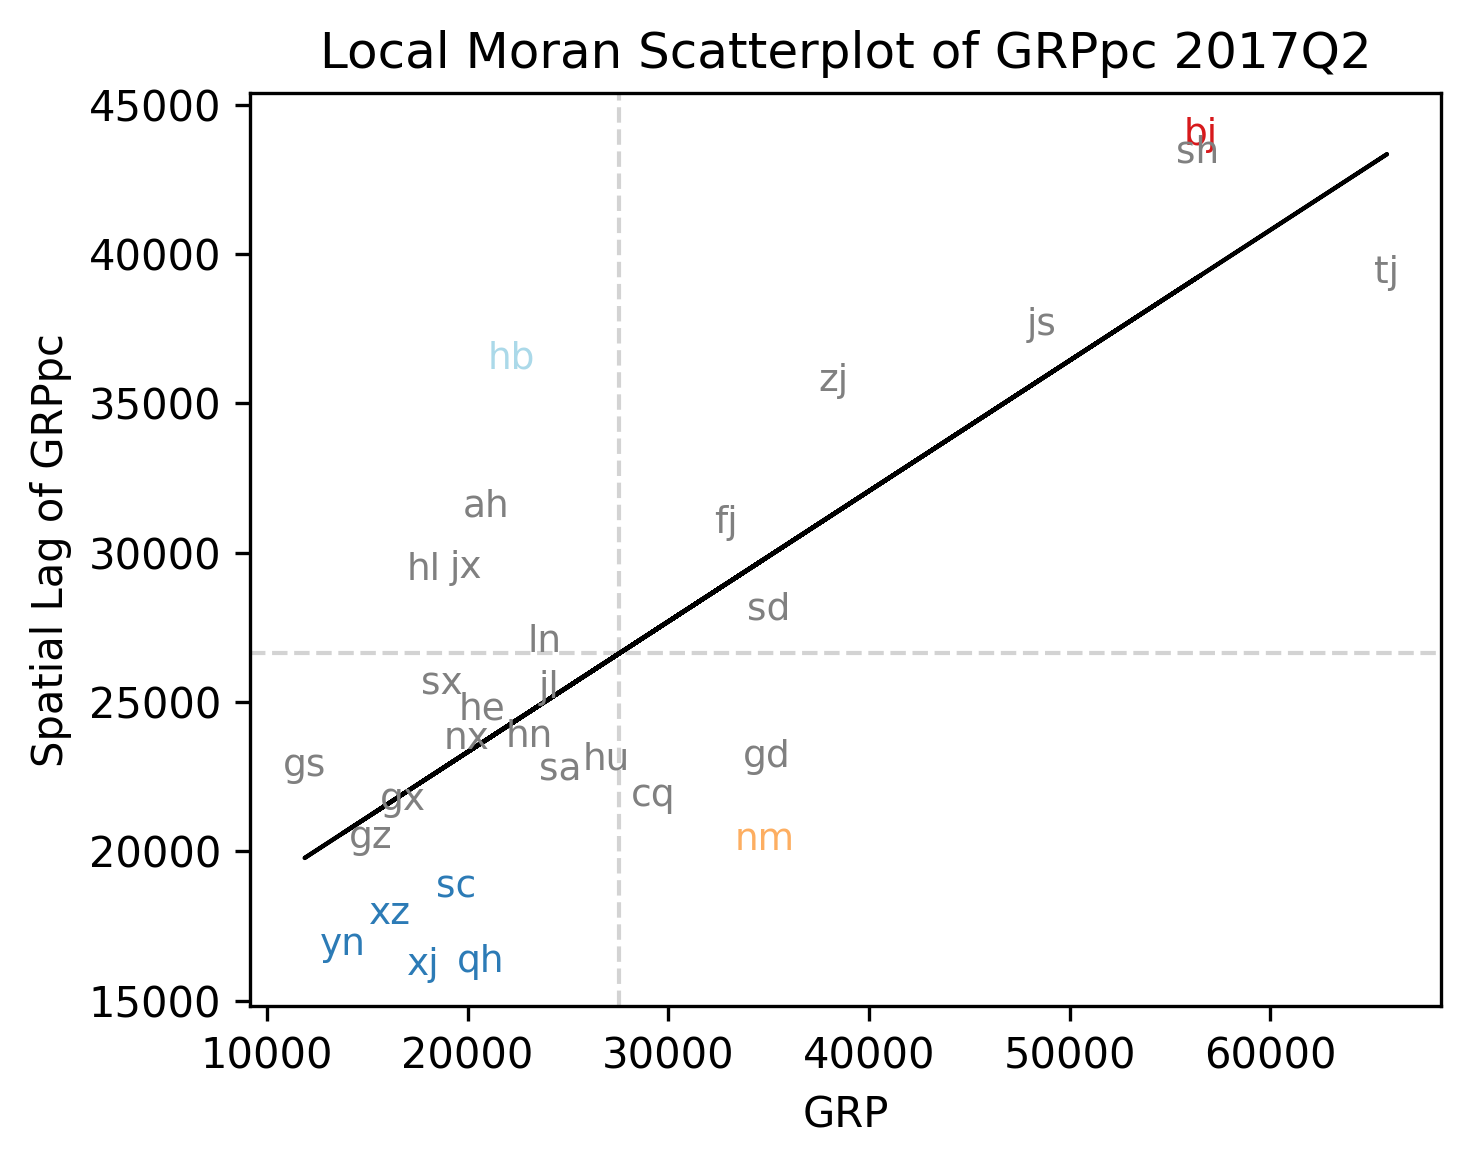 Local Moran Scatterplot of GRPpc 2017Q2
45000
bj
sh
40000
tj
js
hb
zj
35000
ah
fj
30000
hl
jx
sd
ln
sx
jl
25000
he
nx
hn
gs
sa
hu
gd
cq
gx
gz
nm
20000
sc
xz
yn
xj
qh
15000
Spatial Lag of GRPpc
10000 20000 30000 40000 50000 60000
GRP